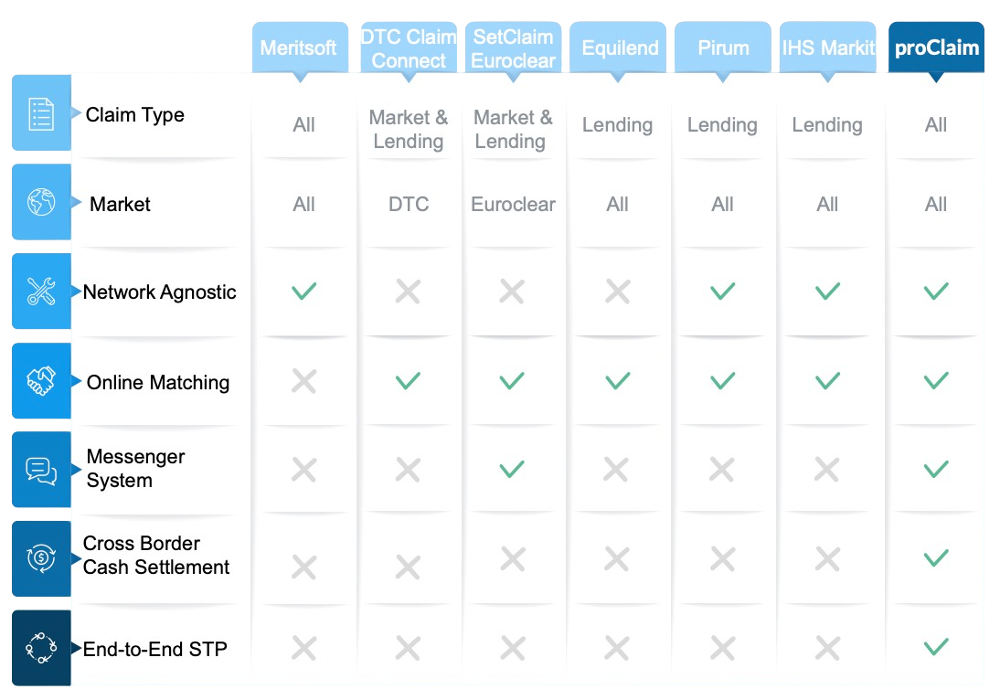 Meritsoft
DTC Claim
Connect
SetClaim
Euroclear
Equilend
Pirum
IHS Markit
proClaim
Claim Type
All
Market &
Lending
Market &
Lending
Lending
Lending
Lending
All
Market
All
DTC
Euroclear
All
All
All
All
Network Agnostic
Online Matching
Messenger
System
Cross Border
Cash Settlement
$
End-to-End STP